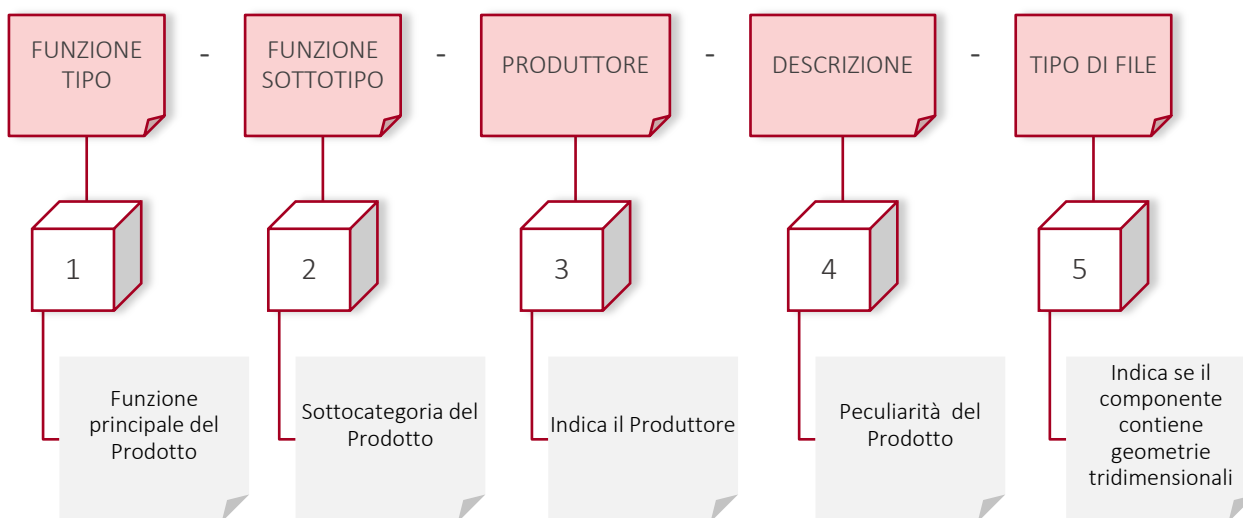 FUNZIONE
TIPO
-
FUNZIONE
SOTTOTIPO
-
PRODUTTORE
-
DESCRIZIONE
-
TIPO DI FILE
1
2
3
4
5
Funzione
principale del
Prodotto
Sottocategoria del
Prodotto
Indica il Produttore
Peculiarità del
Prodotto
Indica se il
componente
contiene
geometrie
tridimensionali